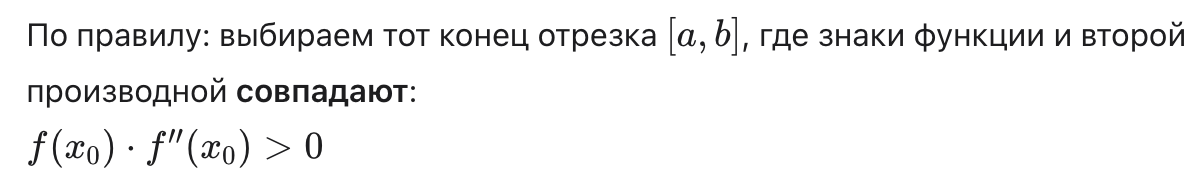 По правилу: выбираем тот конец отрезка [a, b], где знаки функции и второй
производной совпадают:
f(x₀) · f″(x₀) > 0